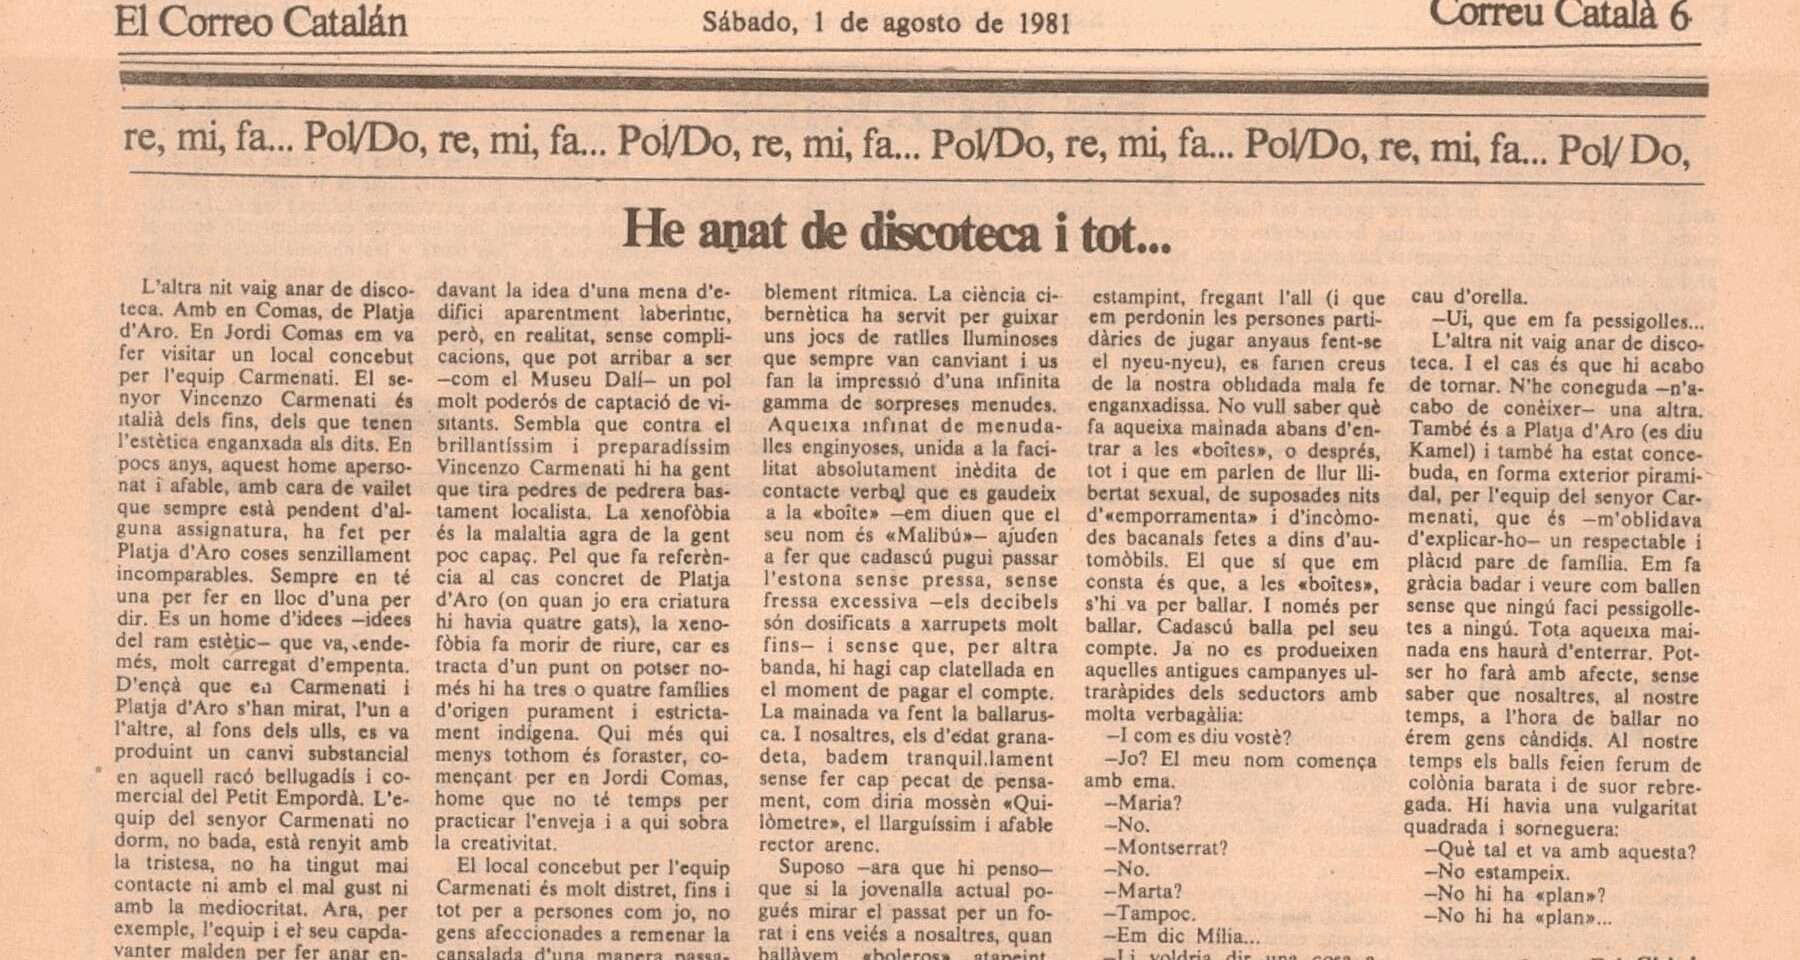 El Correo Catalán
Sábado, 1 de agosto de 1981
Correu Català 6
re, mi, fa... Pol/Do, re, mi, fa... Pol/Do, re, mi, fa... Pol/Do, re, mi, fa... Pol/Do, re, mi, fa... Pol/ Do,
He anat de discoteca i tot...
L'altra nit vaig anar de disco-
teca. Amb en Comas, de Platja
d'Aro. En Jordi Comas em va
fer visitar un local concebut
per l'equip Carmenati. El se-
nyor Vincenzo Carmenati és
italià dels fins, dels que tenen
l'estètica enganxada als dits. En
pocs anys, aquest home aperso-
nat i afable, amb cara de vailet
que sempre està pendent d'al-
guna assignatura, ha fet per
Platja d'Aro coses senzillament
incomparables. Sempre en té
una per fer en lloc d'una per
dir. Es un home d'idees —idees
del ram estètic— que va, ende-
més, molt carregat d'empenta.
D'ençà que en Carmenati i
Platja d'Aro s'han mirat, l'un a
l'altre, al fons dels ulls, es va
produint un canvi substancial
en aquell racó bellugadís i co-
mercial del Petit Empordà. L'e-
quip del senyor Carmenati no
dorm, no bada, està renyit amb
la tristesa, no ha tingut mai
contacte ni amb el mal gust ni
amb la mediocritat. Ara, per
exemple, l'equip i el seu capda-
vanter malden per fer anar en-
davant la idea d'una mena d'e-
difici aparentment laberíntic,
però, en realitat, sense compli-
cacions, que pot arribar a ser
—com el Museu Dalí— un pol
molt poderós de captació de vi-
sitants. Sembla que contra el
brillantíssim i preparadíssim
Vincenzo Carmenati hi ha gent
que tira pedres de pedrera bas-
tament localista. La xenofòbia
és la malaltia agra de la gent
poc capaç. Pel que fa referèn-
cia al cas concret de Platja
d'Aro (on quan jo era criatura
hi havia quatre gats), la xeno-
fòbia fa morir de riure, car es
tracta d'un punt on potser no-
més hi ha tres o quatre famílies
d'origen purament i estricta-
ment indígena. Qui més qui
menys tothom és foraster, co-
mençant per en Jordi Comas,
home que no té temps per
practicar l'enveja i a qui sobra
la creativitat.
El local concebut per l'equip
Carmenati és molt distret, fins i
tot per a persones com jo, no
gens afeccionades a remenar la
cansalada d'una manera passa-
blement rítmica. La ciència ci-
bernètica ha servit per guixar
uns jocs de ratlles lluminoses
que sempre van canviant i us
fan la impressió d'una infinita
gamma de sorpreses menudes.
Aqueixa infinat de menuda-
lles enginyoses, unida a la faci-
litat absolutament inèdita de
contacte verbal que es gaudeix
a la «boîte» —em diuen que el
seu nom és «Malibú»— ajuden
a fer que cadascú pugui passar
l'estona sense pressa, sense
fressa excessiva —els decibels
són dosificats a xarrupets molt
fins— i sense que, per altra
banda, hi hagi cap clatellada en
el moment de pagar el compte.
La mainada va fent la ballarus-
ca. I nosaltres, els d'edat grana-
deta, badem tranquil.lament
sense fer cap pecat de pensa-
ment, com diria mossèn «Qui-
lòmetre», el llarguíssim i afable
rector arenc.
Suposo —ara que hi penso—
que si la jovenalla actual po-
gués mirar el passat per un fo-
rat i ens veiés a nosaltres, quan
ballàvem «boleros» atapeint,
estampint, fregant l'all (i que
em perdonin les persones parti-
dàries de jugar anyaus fent-se
el nyeu-nyeu), es farien creus
de la nostra oblidada mala fe
enganxadissa. No vull saber què
fa aqueixa mainada abans d'en-
trar a les «boîtes», o després,
tot i que em parlen de llur lli-
bertat sexual, de suposades nits
d'«emporramenta» i d'incòmo-
des bacanals fetes a dins d'au-
tomòbils. El que sí que em
consta és que, a les «boîtes»,
s'hi va per ballar. I només per
ballar. Cadascú balla pel seu
compte. Ja no es produeixen
aquelles antigues campanyes ul-
traràpides dels seductors amb
molta verbagàlia:
—I com es diu vostè?
—Jo? El meu nom comença
amb ema.
—Maria?
—No.
—Montserrat?
—No.
—Marta?
—Tampoc.
—Em dic Mília...
—Li voldria dir una cosa a
cau d'orella.
—Ui, que em fa pessigolles...
L'altra nit vaig anar de disco-
teca. I el cas és que hi acabo
de tornar. N'he coneguda —n'a-
cabo de conèixer— una altra.
També és a Platja d'Aro (es diu
Kamel) i també ha estat conce-
buda, en forma exterior pirami-
dal, per l'equip del senyor Car-
menati, que és —m'oblidava
d'explicar-ho— un respectable i
plàcid pare de família. Em fa
gràcia badar i veure com ballen
sense que ningú faci pessigolle-
tes a ningú. Tota aqueixa mai-
nada ens haurà d'enterrar. Pot-
ser ho farà amb afecte, sense
saber que nosaltres, al nostre
temps, a l'hora de ballar no
érem gens càndids. Al nostre
temps els balls feien ferum de
colònia barata i de suor rebre-
gada. Hi havia una vulgaritat
quadrada i sorneguera:
—Què tal et va amb aquesta?
—No estampeix.
—No hi ha «plan»?
—No hi ha «plan»...